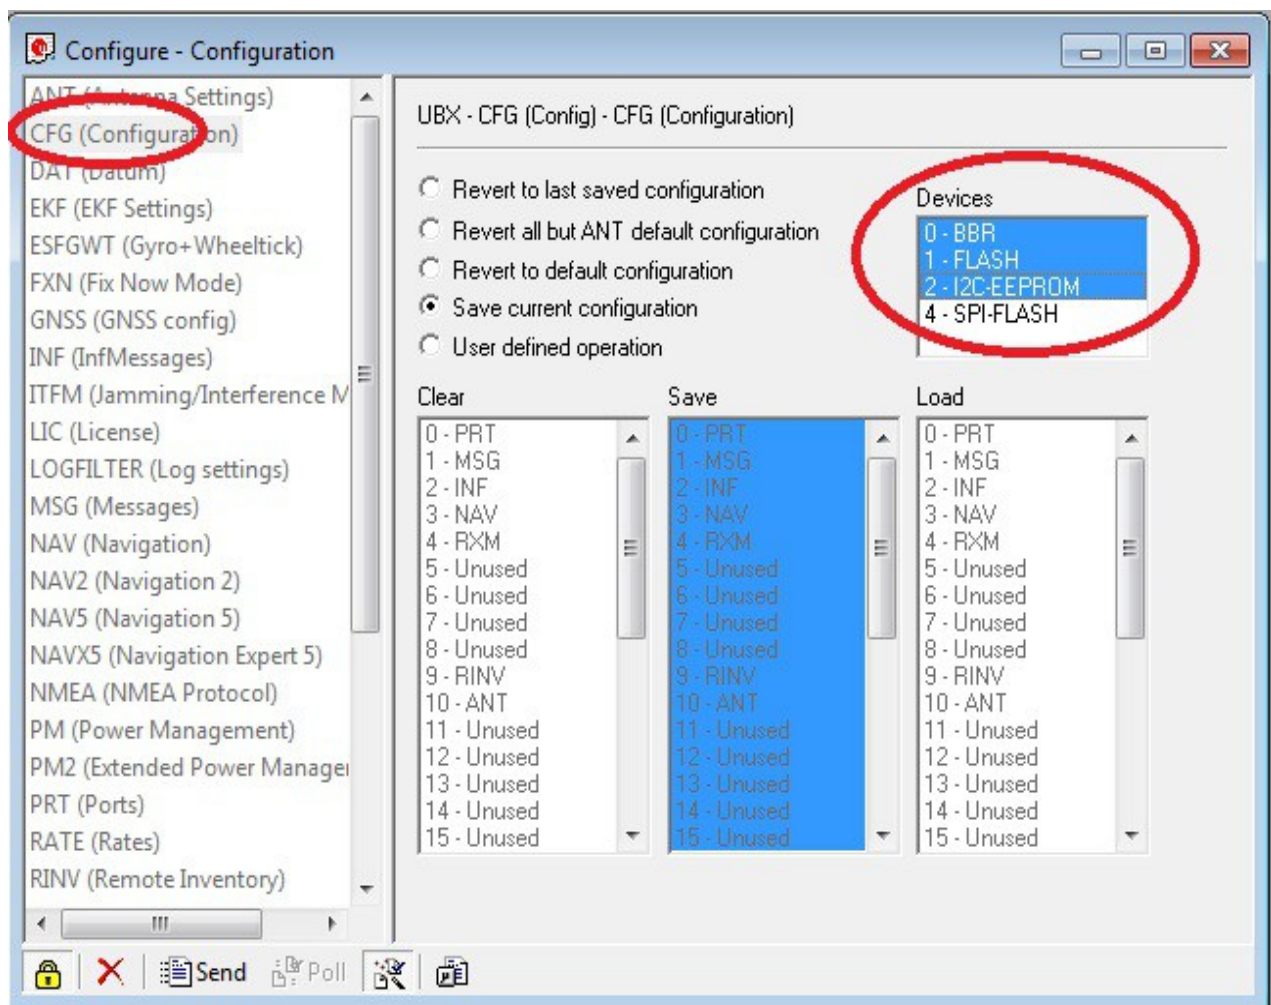 Configure - Configuration
ANT (Antenna Settings)
CFG (Configuration)
DAT (Datum)
EKF (EKF Settings)
ESFGWT (Gyro+Wheeltick)
FXN (Fix Now Mode)
GNSS (GNSS config)
INF (InfMessages)
ITFM (Jamming/Interference M
LIC (License)
LOGFILTER (Log settings)
MSG (Messages)
NAV (Navigation)
NAV2 (Navigation 2)
NAV5 (Navigation 5)
NAVX5 (Navigation Expert 5)
NMEA (NMEA Protocol)
PM (Power Management)
PM2 (Extended Power Manager
PRT (Ports)
RATE (Rates)
RINV (Remote Inventory)
UBX - CFG (Config) - CFG (Configuration)
Revert to last saved configuration
Revert all but ANT default configuration
Revert to default configuration
Save current configuration
User defined operation
Devices
0 - BBR
1 - FLASH
2 - I2C-EEPROM
4 - SPI-FLASH
Clear
0 - PRT
1 - MSG
2 - INF
3 - NAV
4 - RXM
5 - Unused
6 - Unused
7 - Unused
8 - Unused
9 - RINV
10 - ANT
11 - Unused
12 - Unused
13 - Unused
14 - Unused
15 - Unused
Save
0 - PRT
1 - MSG
2 - INF
3 - NAV
4 - RXM
5 - Unused
6 - Unused
7 - Unused
8 - Unused
9 - RINV
10 - ANT
11 - Unused
12 - Unused
13 - Unused
14 - Unused
15 - Unused
Load
0 - PRT
1 - MSG
2 - INF
3 - NAV
4 - RXM
5 - Unused
6 - Unused
7 - Unused
8 - Unused
9 - RINV
10 - ANT
11 - Unused
12 - Unused
13 - Unused
14 - Unused
15 - Unused
Send
Poll